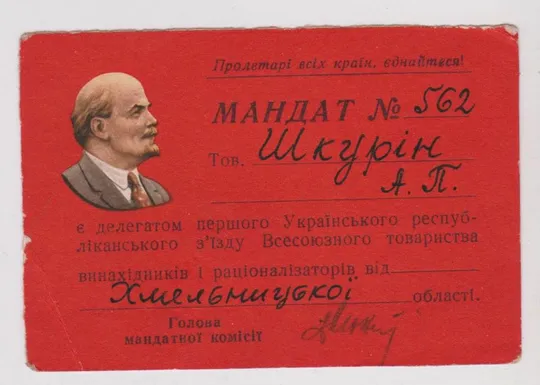 Пролетарі всіх країн, єднайтеся!
МАНДАТ № 562
Тов. Шкурін
А. П.
є делегатом першого Українського респуб-
ліканського з'їзду Всесоюзного товариства
винахідників і раціоналізаторів від
Хмельницької області.
Голова
мандатної комісії